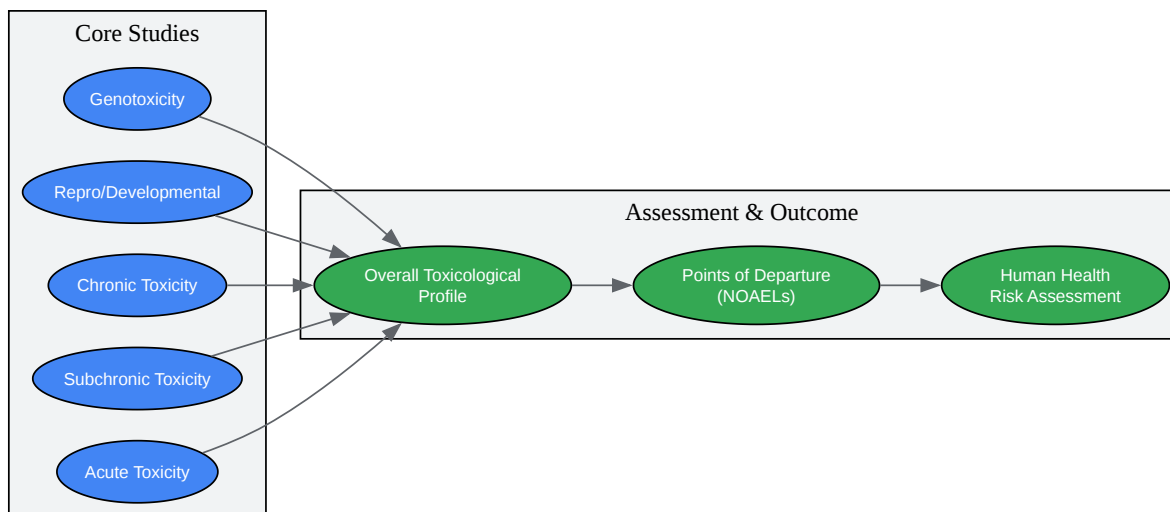 Core Studies
Genotoxicity
Repro/Developmental
Chronic Toxicity
Subchronic Toxicity
Acute Toxicity
Assessment & Outcome
Overall Toxicological
Profile
Points of Departure
(NOAELs)
Human Health
Risk Assessment